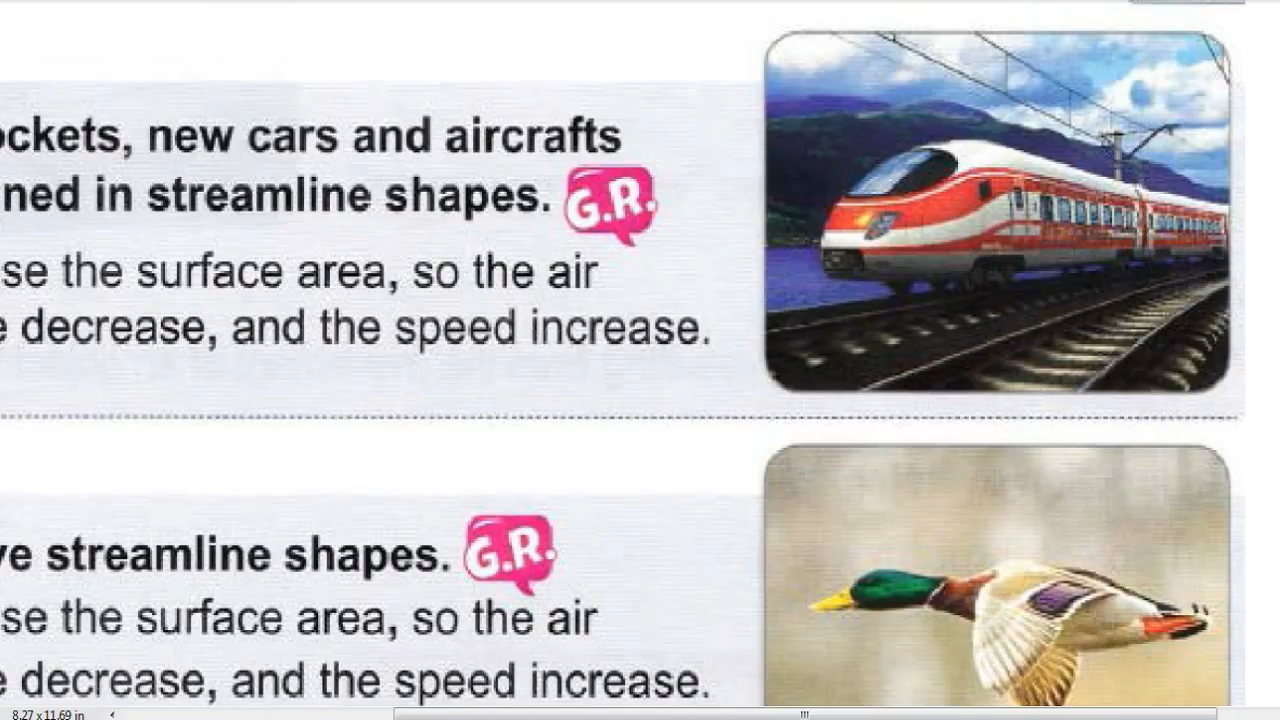 ockets, new cars and aircrafts
ned in streamline shapes. G.R.
se the surface area, so the air
e decrease, and the speed increase.
ve streamline shapes. G.R.
se the surface area, so the air
e decrease, and the speed increase.
8.27 x 11.69 in